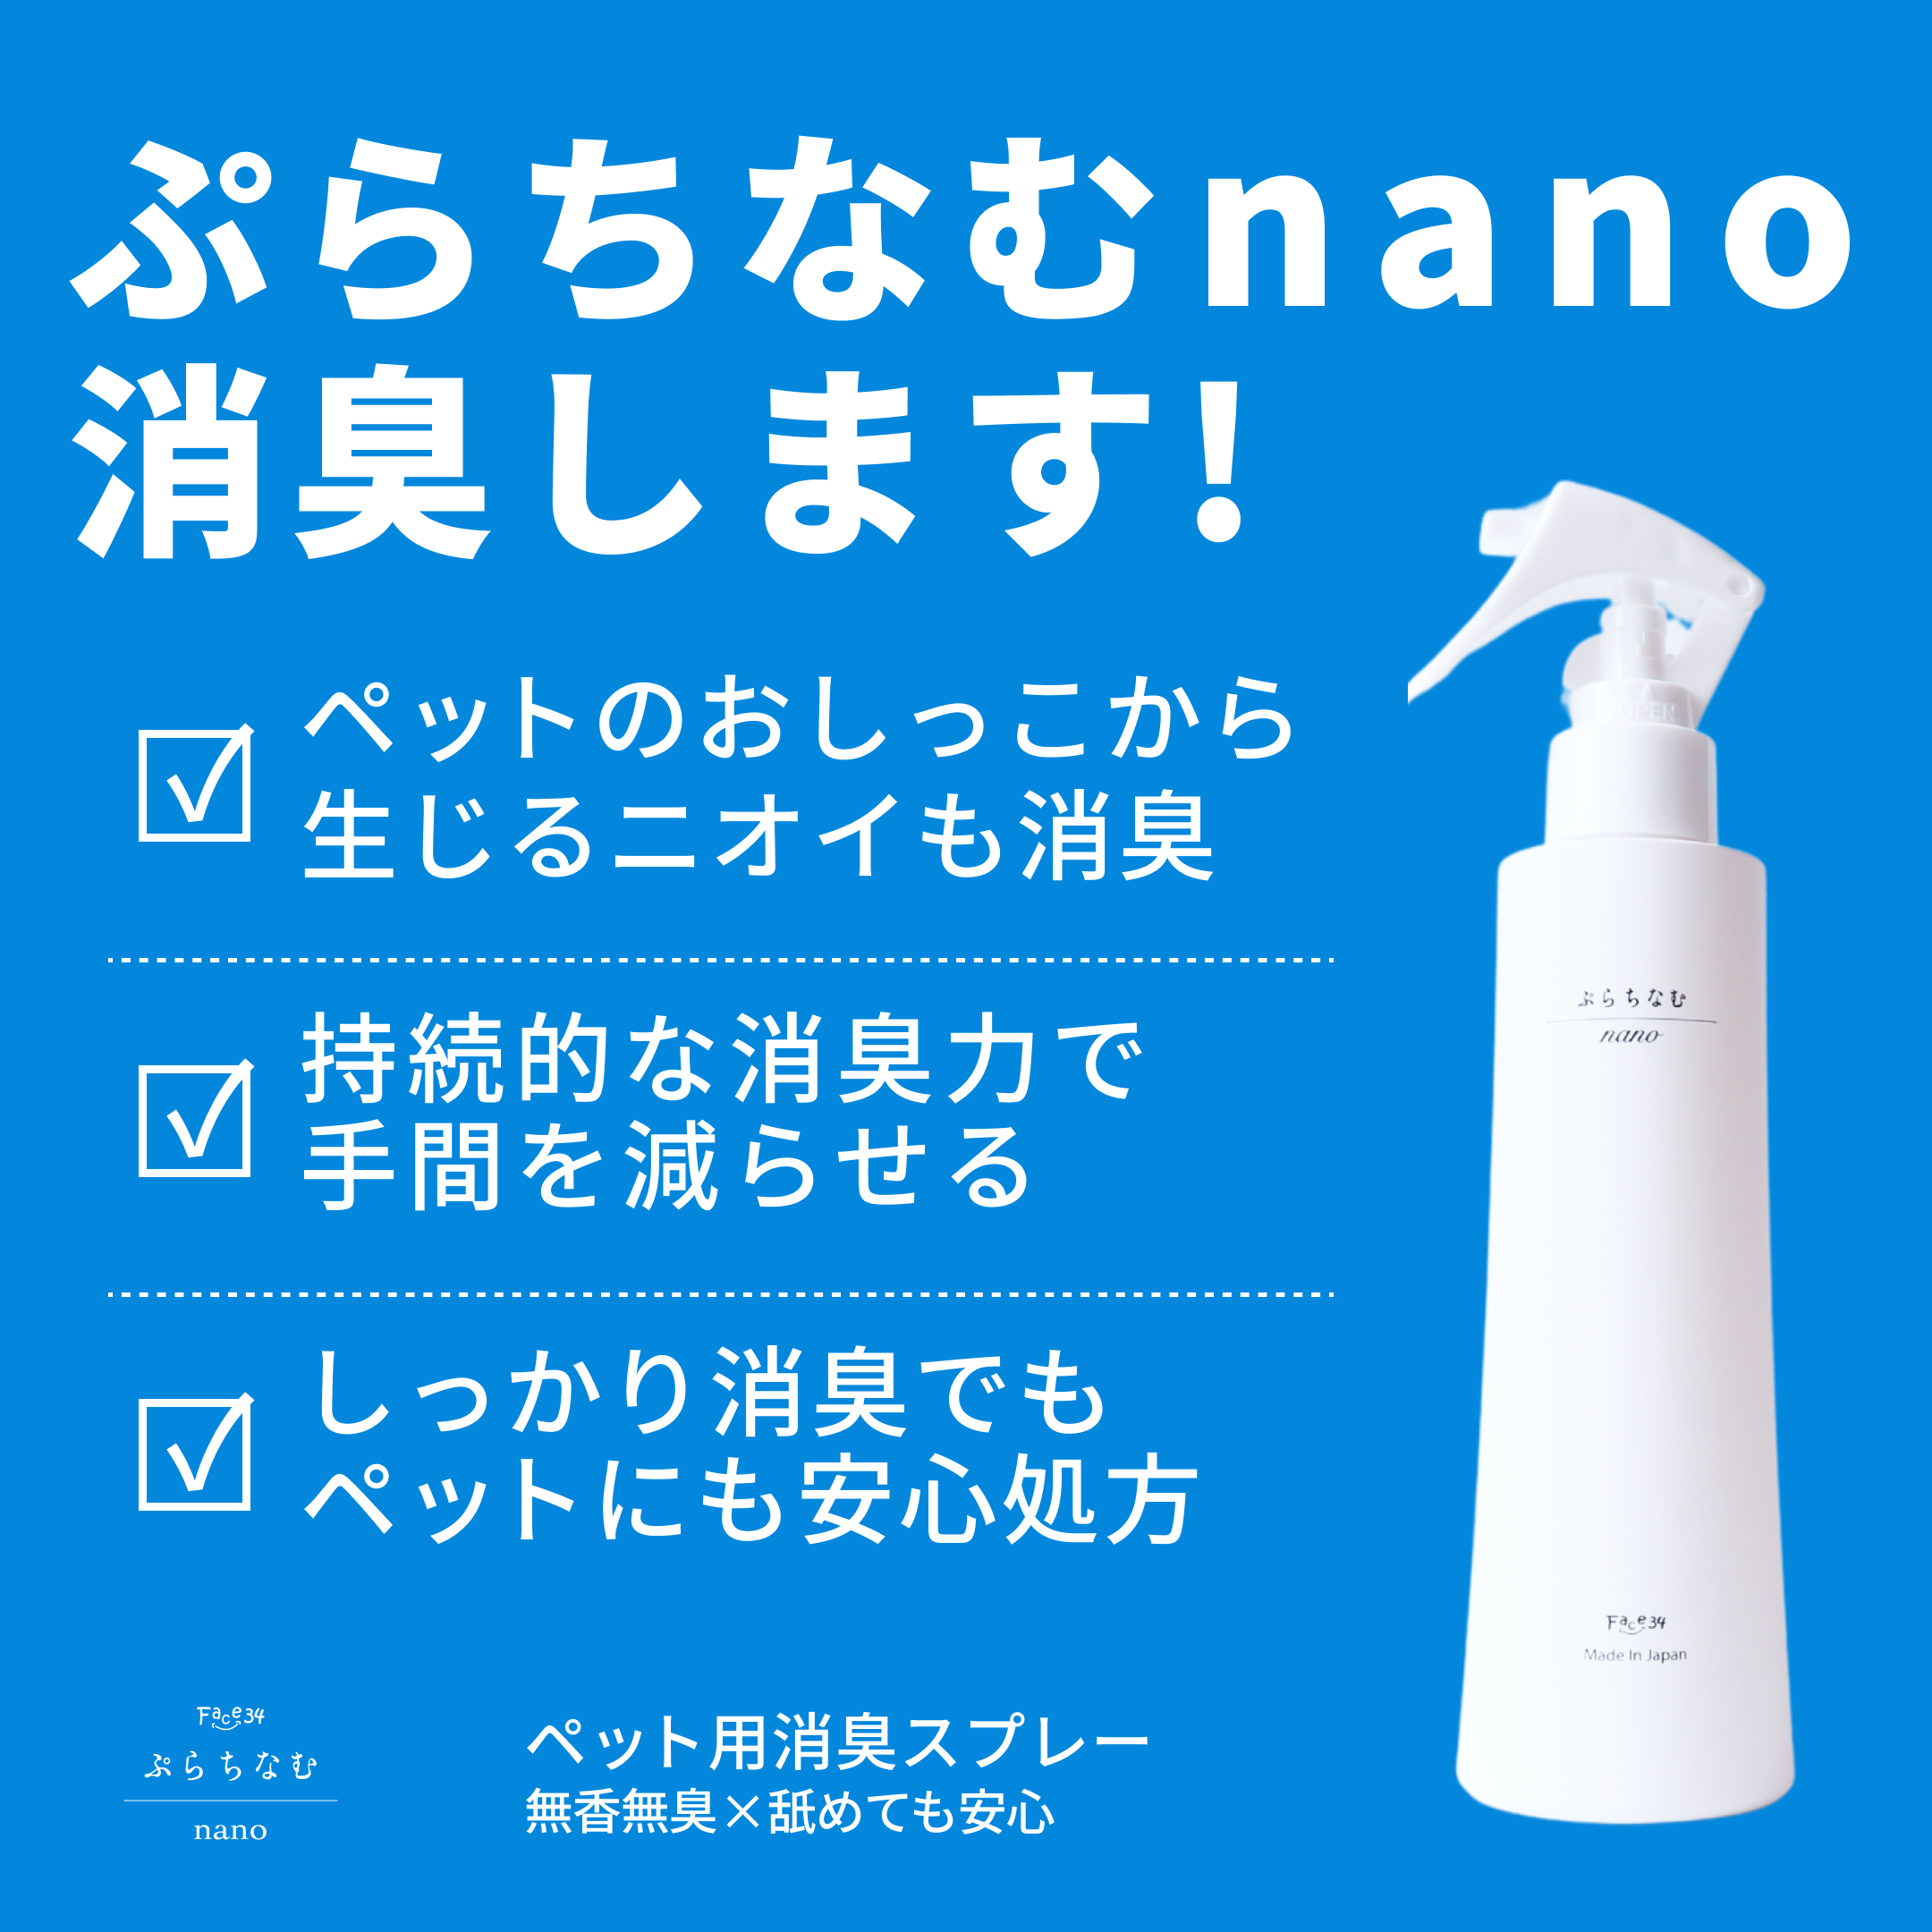 ぷらちなむnano
消臭します!
ペットのおしっこから
生じるニオイも消臭
持続的な消臭力で
手間を減らせる
しっかり消臭でも
ペットにも安心処方
OPEN
ぷらちなむ
nano
Face34
Made In Japan
Face34
ぷらちなむ
nano
ペット用消臭スプレー
無香無臭×舐めても安心